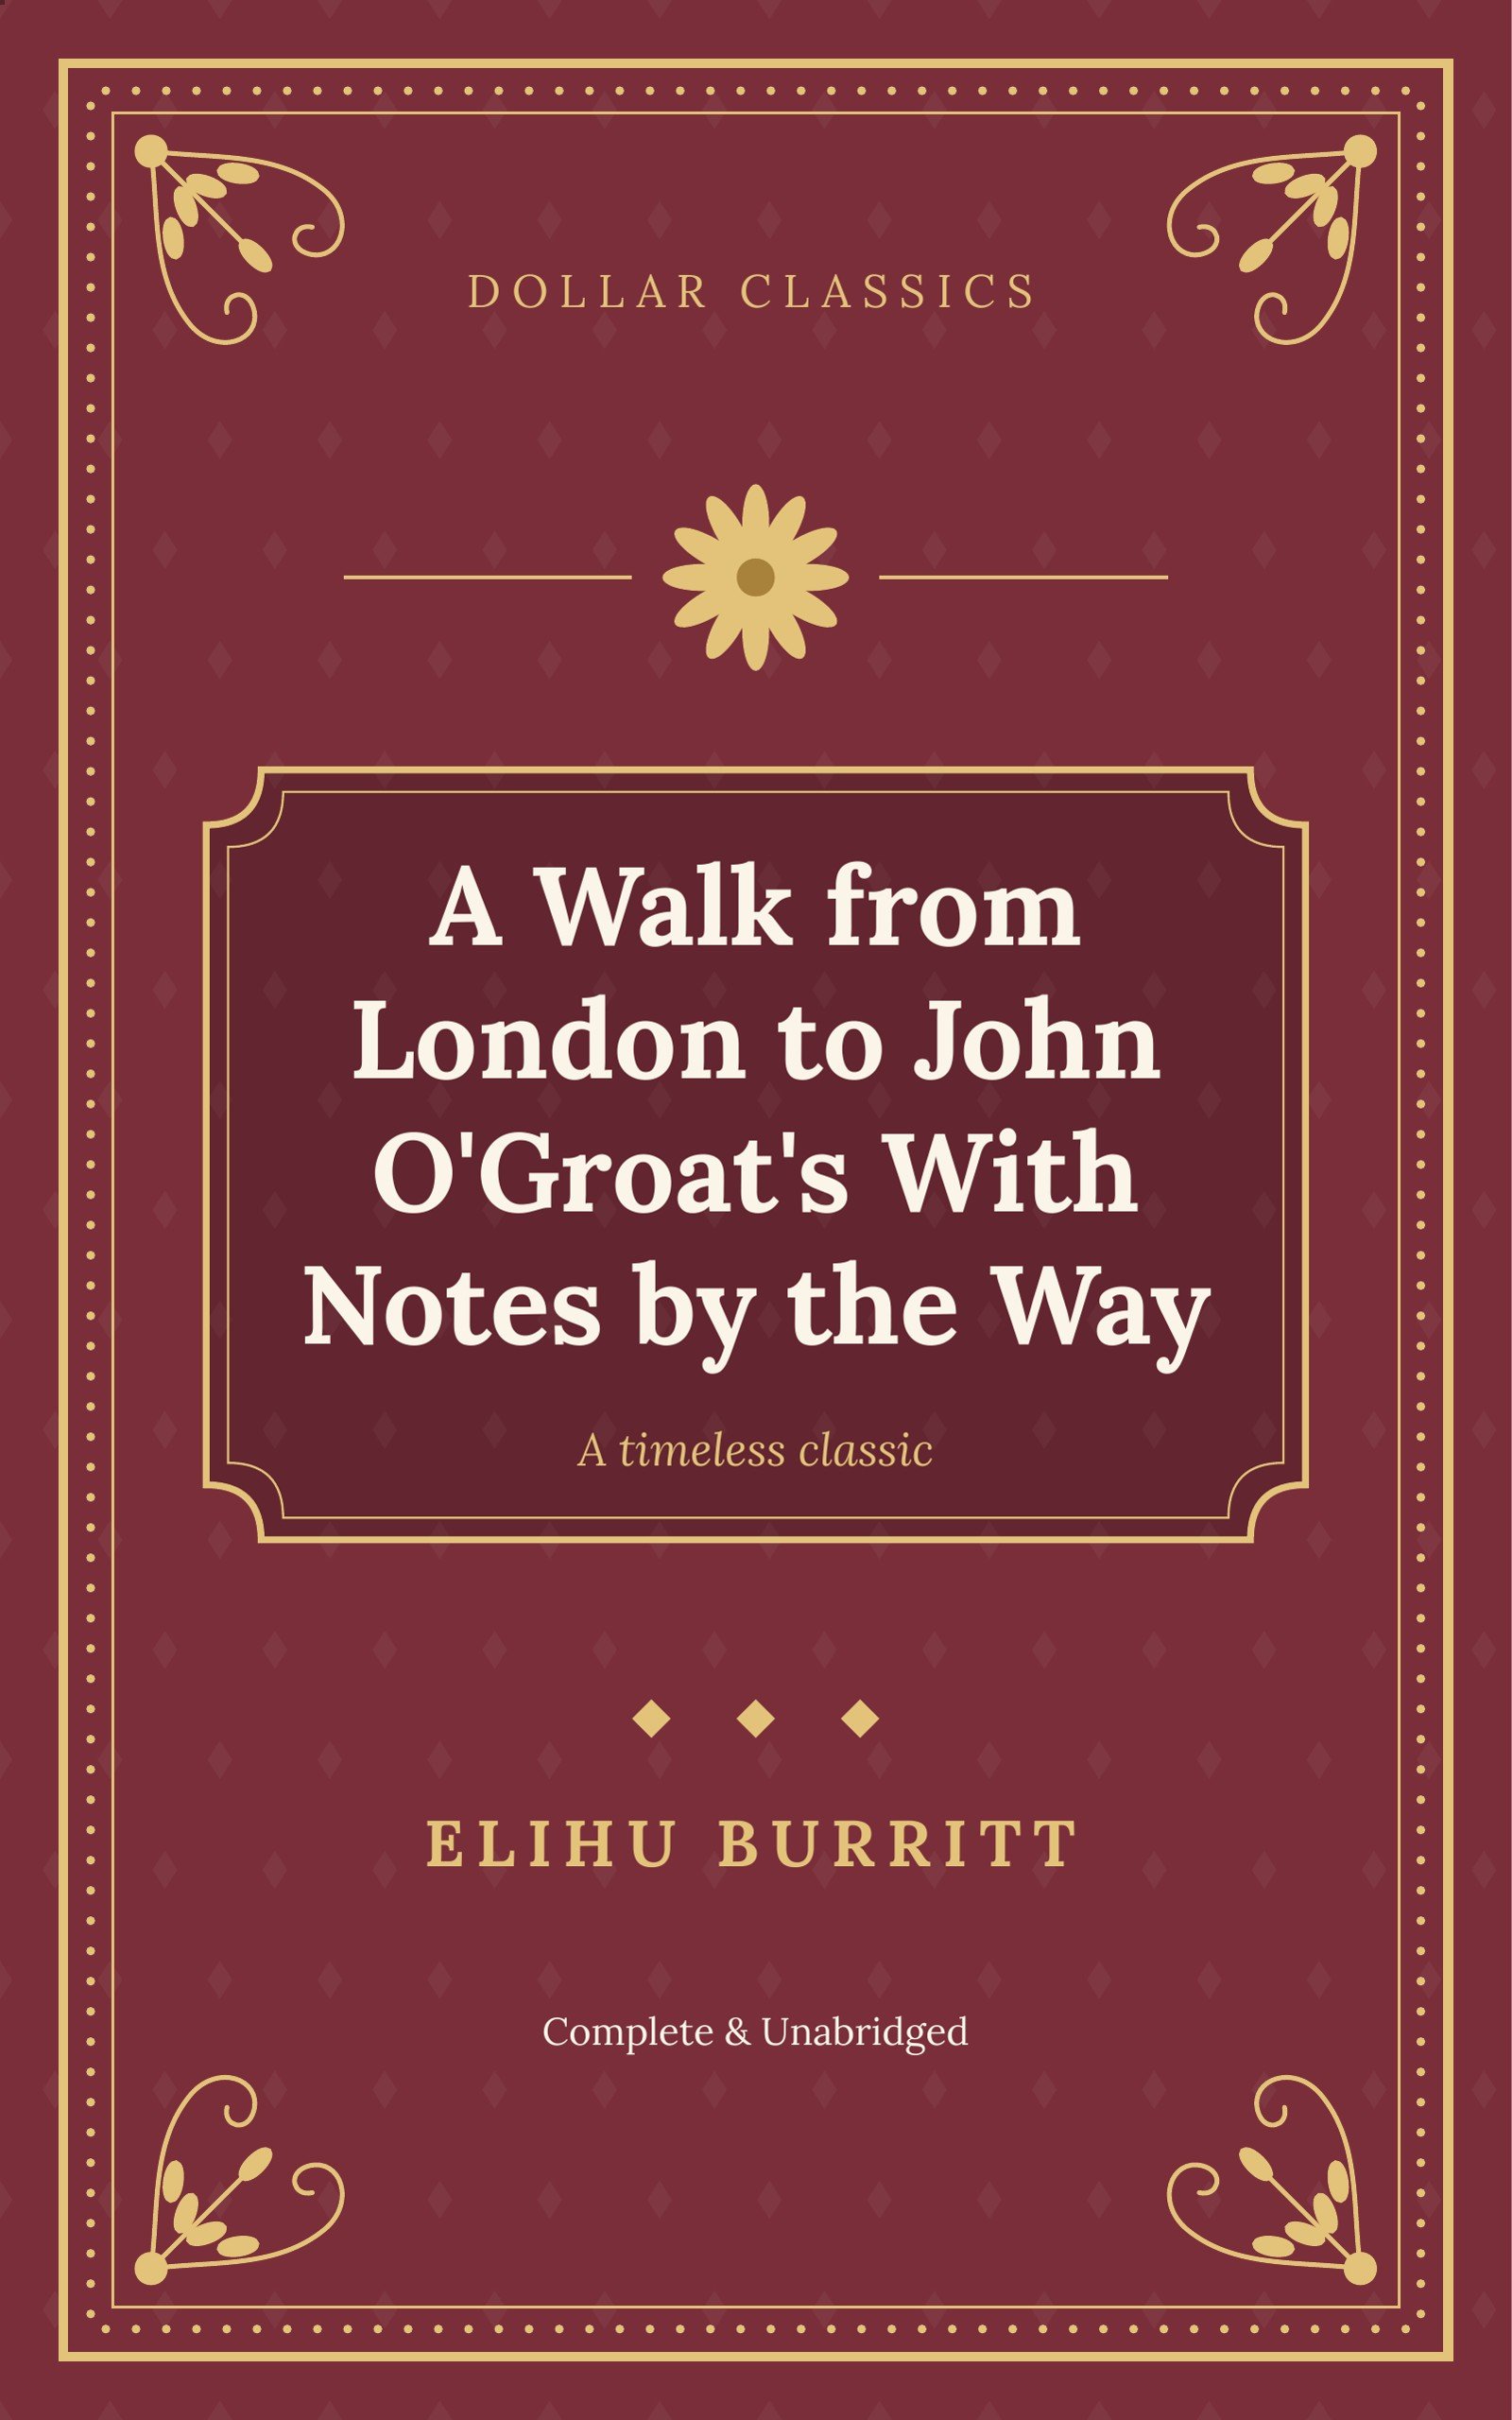 DOLLAR CLASSICS
A Walk from
London to John
O'Groat's With
Notes by the Way
A timeless classic
ELIHU BURRITT
Complete & Unabridged